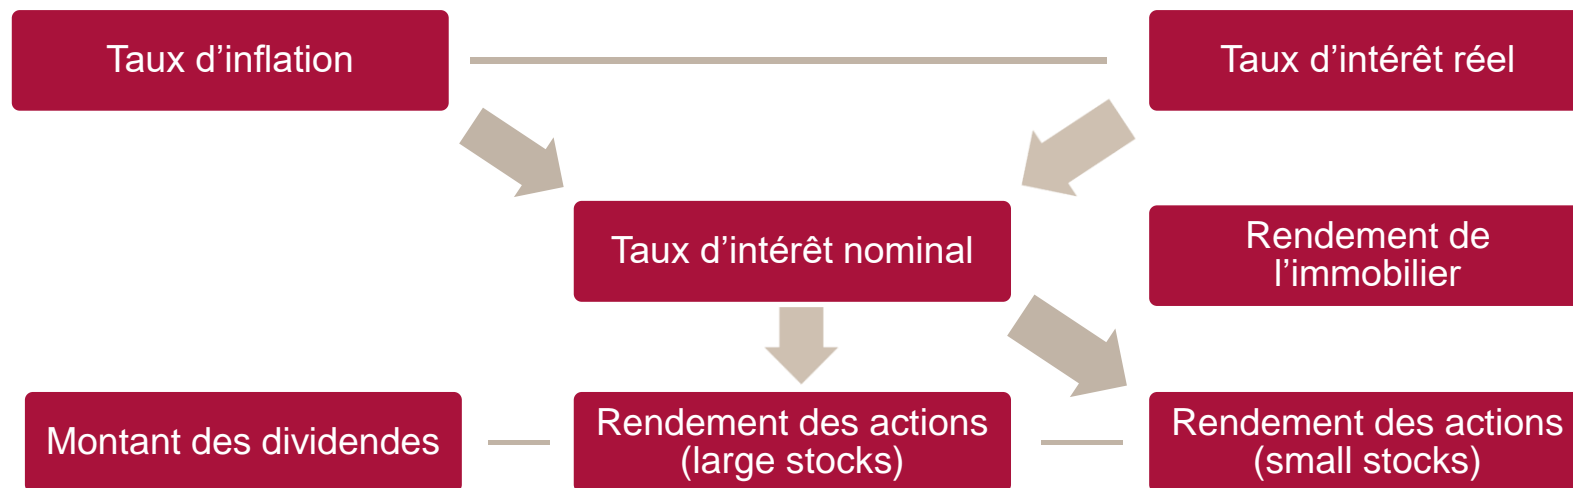 Taux d’inflation
Taux d’intérêt réel
Taux d’intérêt nominal
Rendement de
l’immobilier
Montant des dividendes
Rendement des actions
(large stocks)
Rendement des actions
(small stocks)